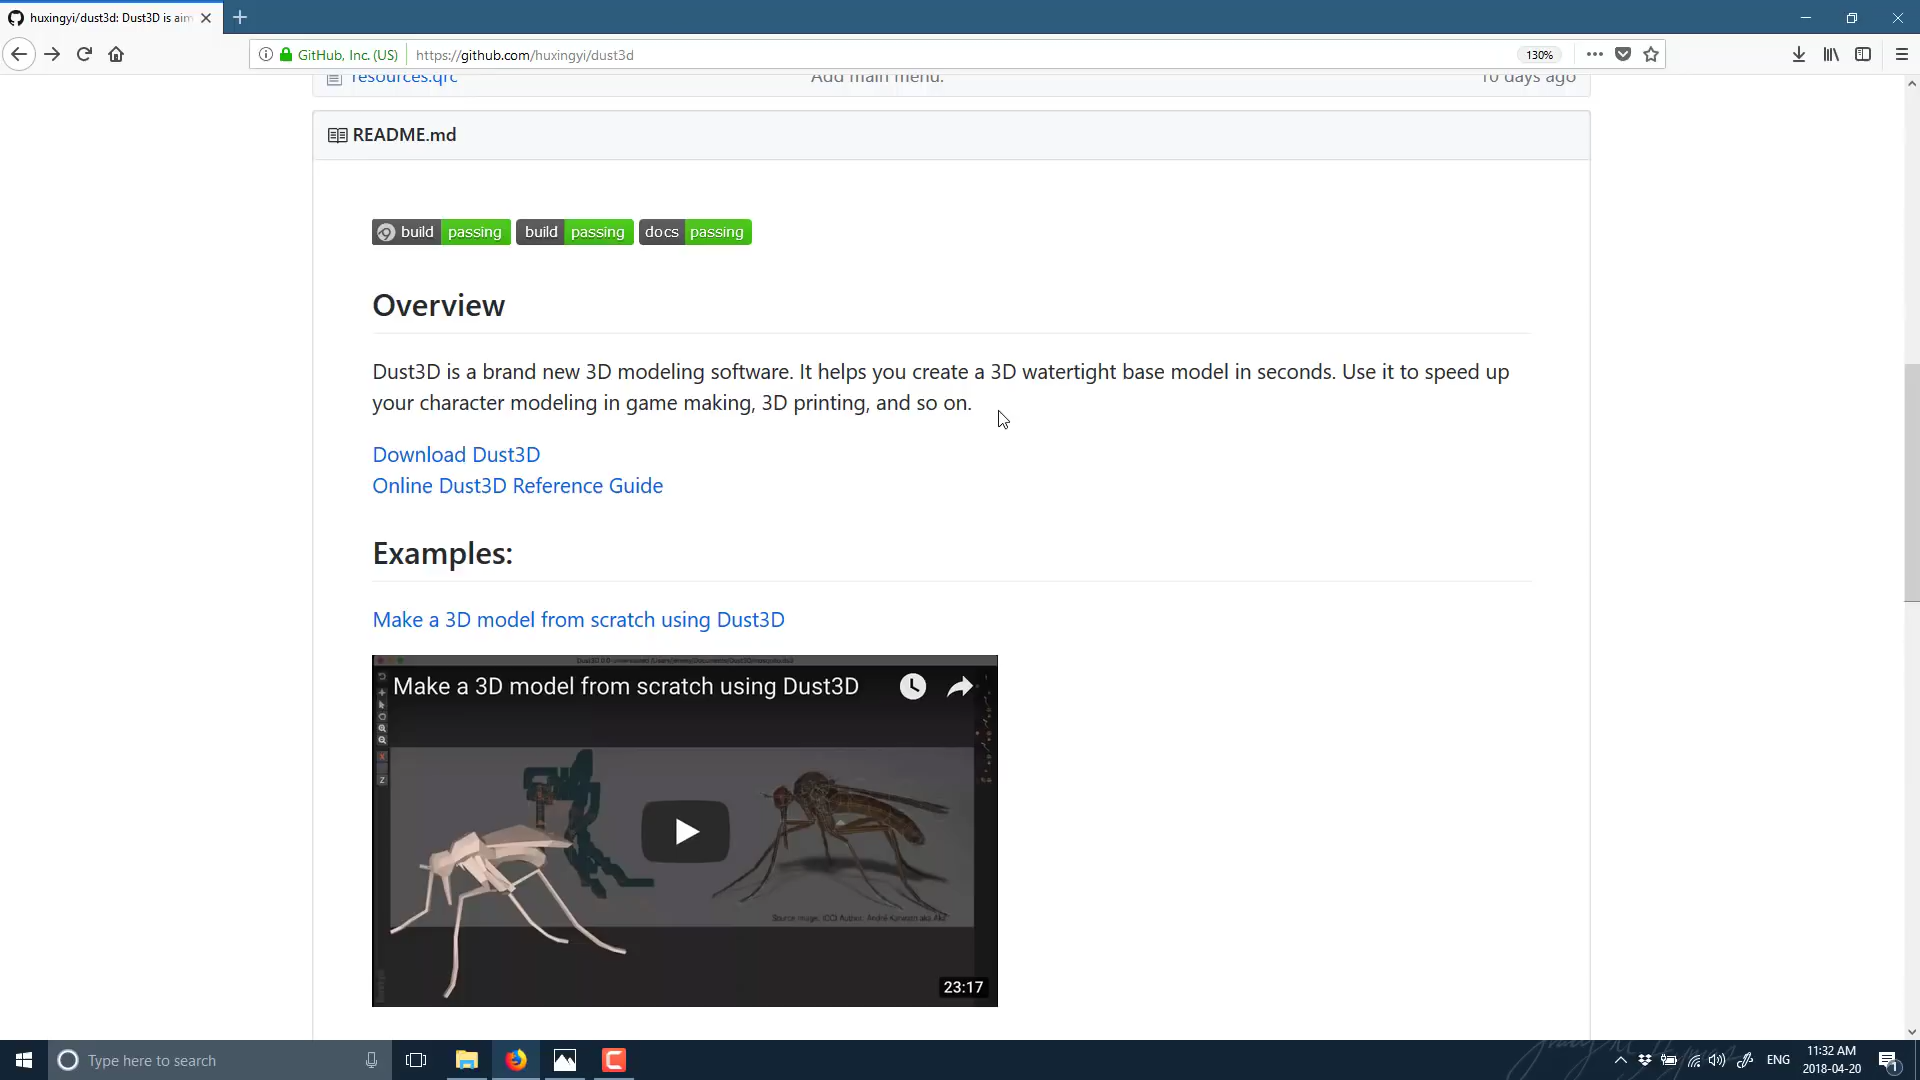 huxingyi/dust3d: Dust3D is aim
GitHub, Inc. (US)
https://github.com/huxingyi/dust3d
130%
resources.qrc
Add main menu.
10 days ago
README.md
build passing
build passing
docs passing
Overview
Dust3D is a brand new 3D modeling software. It helps you create a 3D watertight base model in seconds. Use it to speed up
your character modeling in game making, 3D printing, and so on.
Download Dust3D
Online Dust3D Reference Guide
Examples:
Make a 3D model from scratch using Dust3D
Make a 3D model from scratch using Dust3D
X
Z
23:17
Type here to search
ENG
11:32 AM
2018-04-20
1